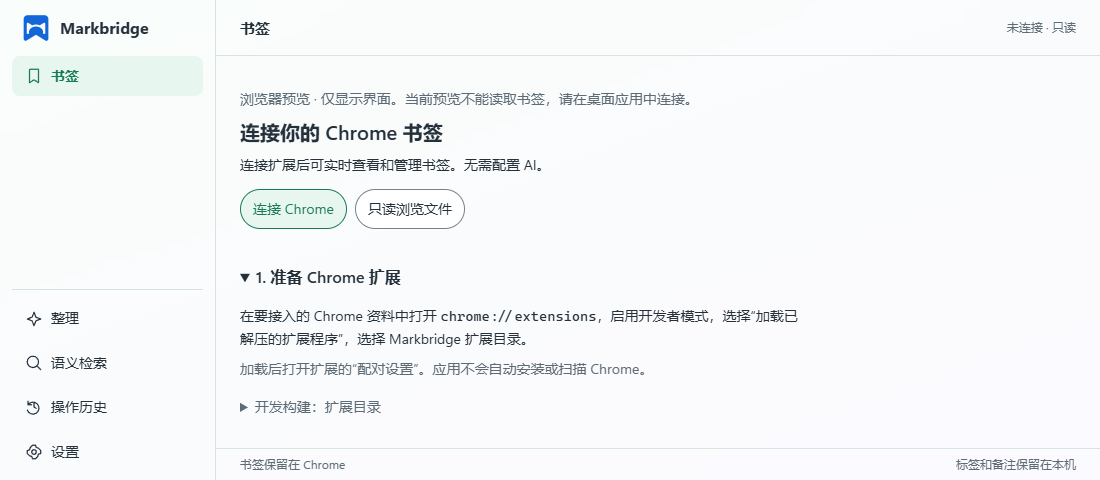 Markbridge
书签
未连接 · 只读
书签
浏览器预览 · 仅显示界面。当前预览不能读取书签，请在桌面应用中连接。
连接你的 Chrome 书签
连接扩展后可实时查看和管理书签。无需配置 AI。
连接 Chrome
只读浏览文件
1. 准备 Chrome 扩展
在要接入的 Chrome 资料中打开 chrome://extensions，启用开发者模式，选择“加载已
解压的扩展程序”，选择 Markbridge 扩展目录。
加载后打开扩展的“配对设置”。应用不会自动安装或扫描 Chrome。
开发构建：扩展目录
整理
语义检索
操作历史
设置
书签保留在 Chrome
标签和备注保留在本机